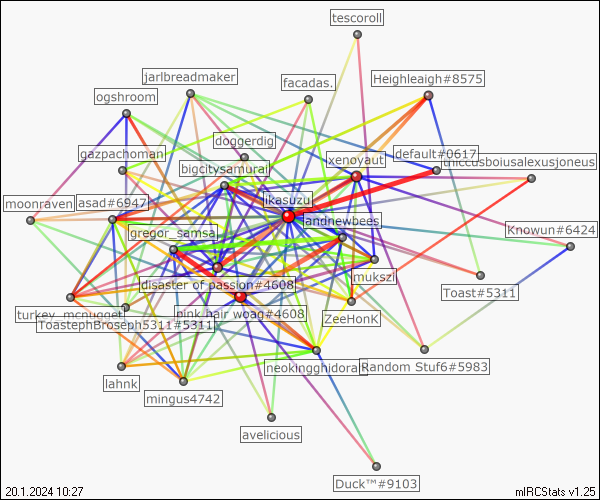 tescoroll
jarlbreadmaker
Heighleigh#8575
facadas.
ogshroom
doggerdig
gazpachoman
xenoyaut
default#0617
bigcitysamurai
ikasuzu
moonraven
asad#6947
andnewbees
Knowun#6424
gregor_samsa
mukszi
disaster of passion#4608
Toast#5311
turkey_mcnugget
pink hair woag#4608
ZeeHonK
ToastephBroseph5311#5311
neokingghidorah
Random Stuf6#5983
lahnk
mingus4742
avelicious
Duck™#9103
20.1.2024 10:27
mIRCStats v1.25